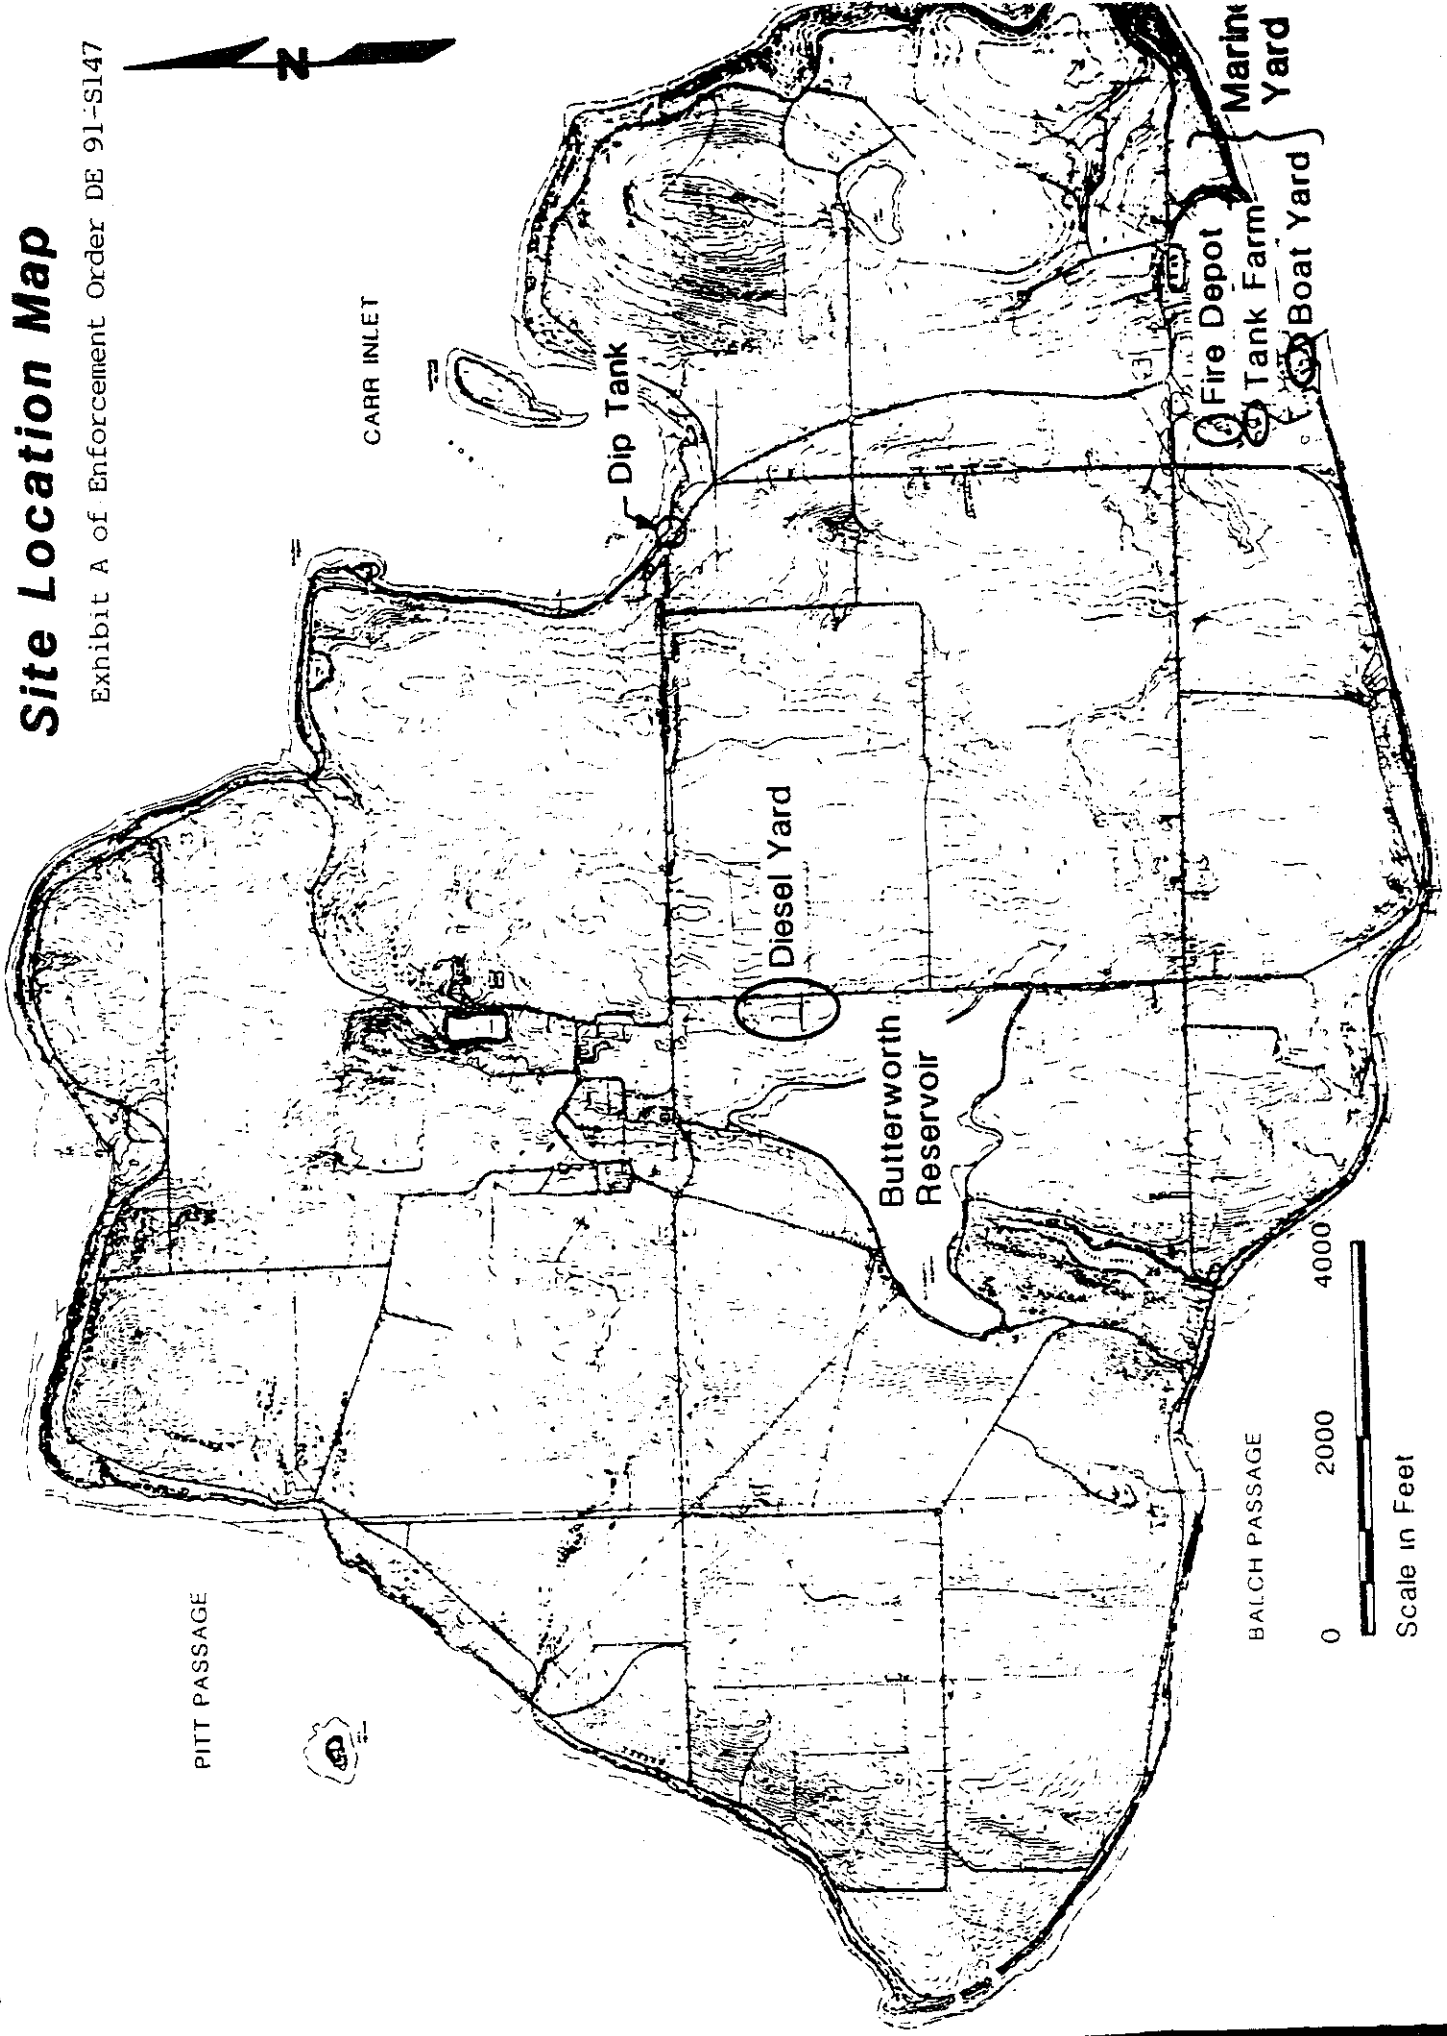 Site Location Map
Exhibit A of Enforcement Order DE 91-S147
N
CARR INLET
PITT PASSAGE
Dip Tank
Diesel Yard
Butterworth
Reservoir
Fire Depot
Tank Farm
Boat Yard
Marine
Yard
BALCH PASSAGE
0 2000 4000
Scale in Feet